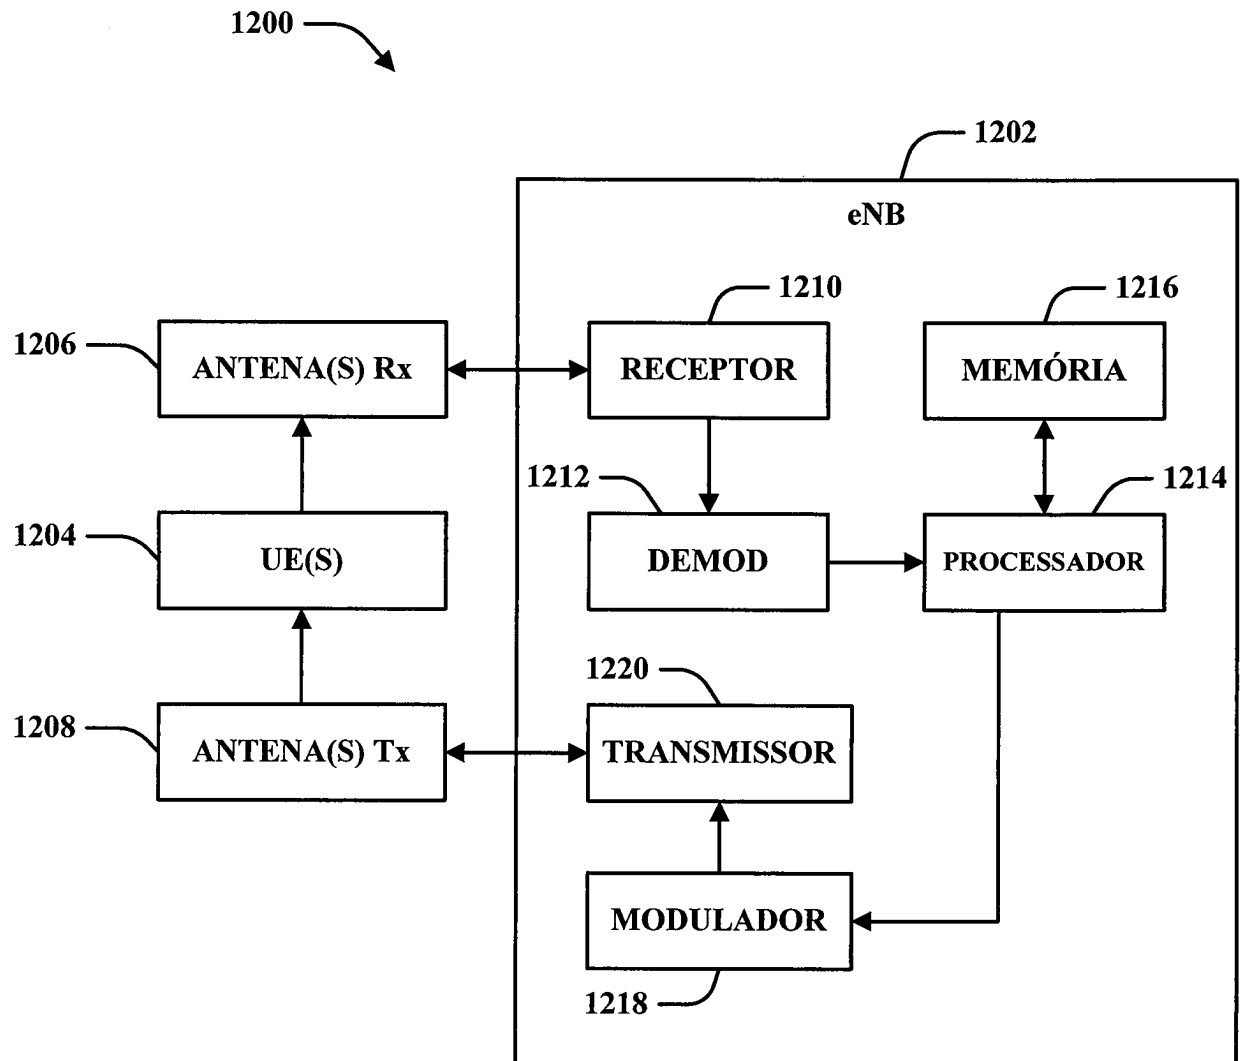 1200
1202
eNB
1210
1216
1206
ANTENA(S) Rx
RECEPTOR
MEMÓRIA
1212
1214
1204
UE(S)
DEMOD
PROCESSADOR
1220
1208
ANTENA(S) Tx
TRANSMISSOR
MODULADOR
1218